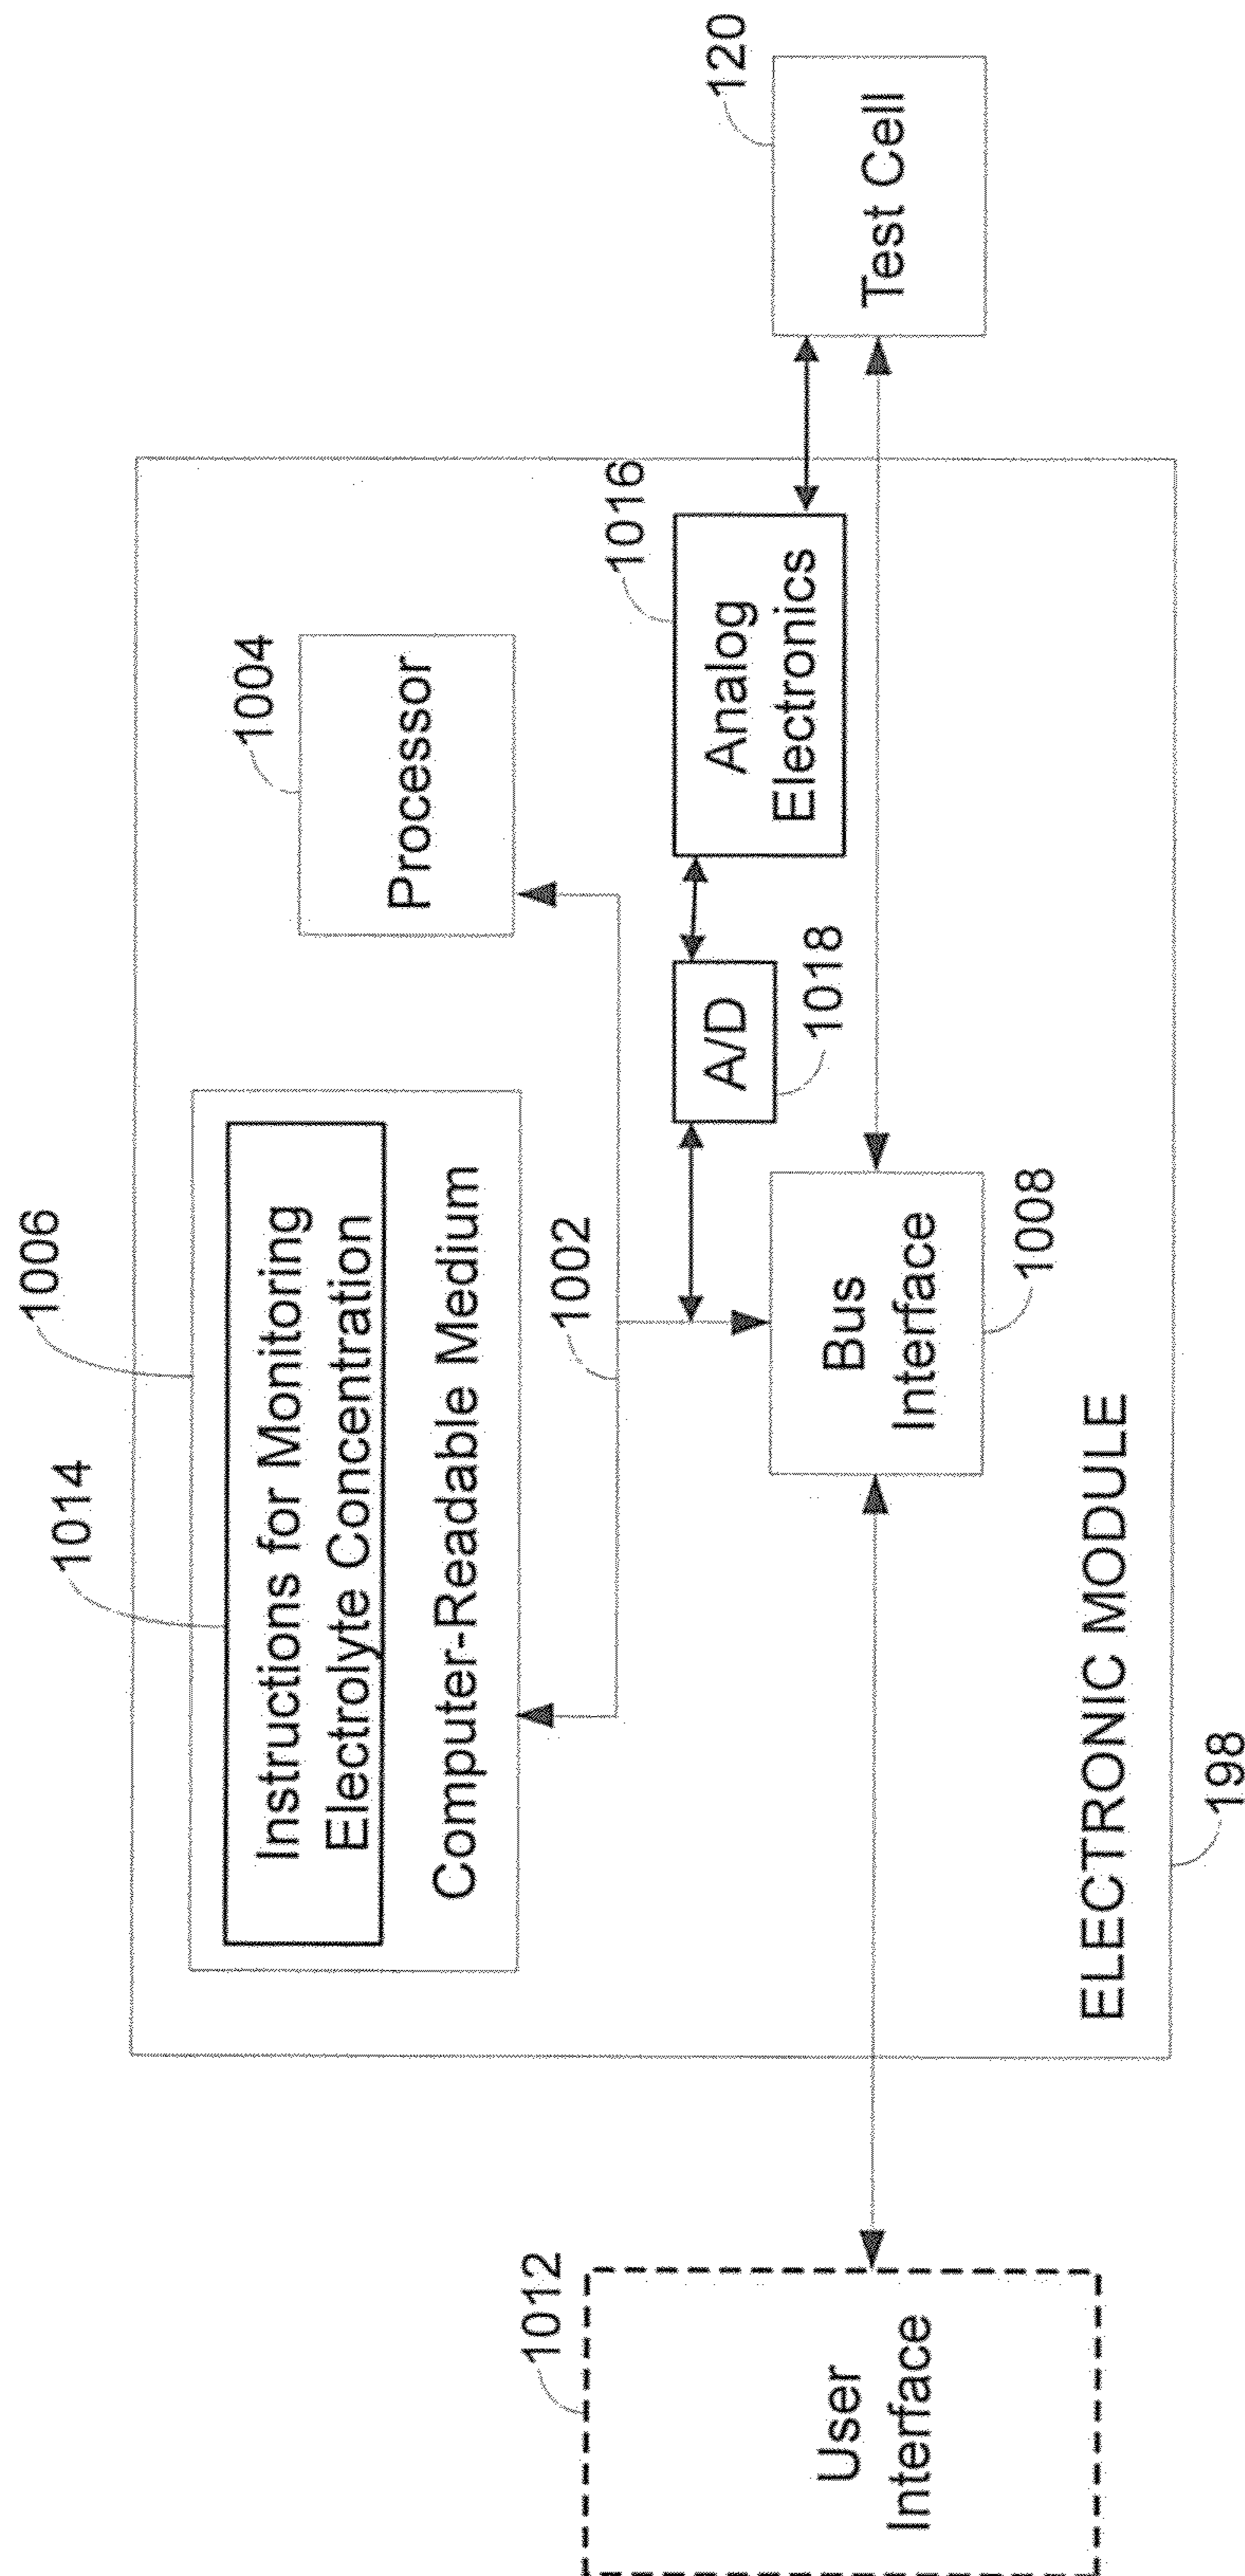 1014
1006
Instructions for Monitoring
Electrolyte Concentration
Computer-Readable Medium
1004
Processor
1002
1012
User
Interface
Bus
Interface
1008
A/D
1018
1016
Analog
Electronics
120
Test Cell
ELECTRONIC MODULE
198